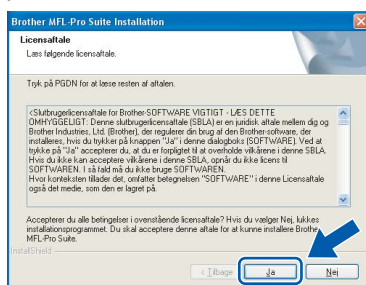 Brother MFL-Pro Suite Installation
Licensaftale
Læs følgende licensaftale.
Tryk på PGDN for at læse resten af aftalen.
<Slutbrugerlicensaftale for Brother-SOFTWARE VIGTIGT - LÆS DETTE
OMHYGGELIGT: Denne slutbrugerlicensaftale (SBLA) er en juridisk aftale mellem dig og
Brother Industries, Ltd. (Brother), der regulerer din brug af den Brother-software, der
installeres, hvis du trykker på knappen "Ja" i denne dialogboks (SOFTWARE). Ved at
trykke på "Ja" accepterer du, at du er forpligtet til at overholde vilkårene i denne SBLA.
Hvis du ikke kan acceptere vilkårene i denne SBLA, opnår du ikke licens til
SOFTWAREN. I så fald må du ikke bruge SOFTWAREN.
Hvor konteksten tillader det, omfatter betegnelsen "SOFTWARE" i denne Licensaftale
også det medie, som den er lagret på.
Accepterer du alle betingelser i ovenstående licensaftale? Hvis du vælger Nej, lukkes
installationsprogrammet. Du skal acceptere denne aftale for at kunne installere Brother
MFL-Pro Suite.
InstallShield
< Tilbage Ja Nej